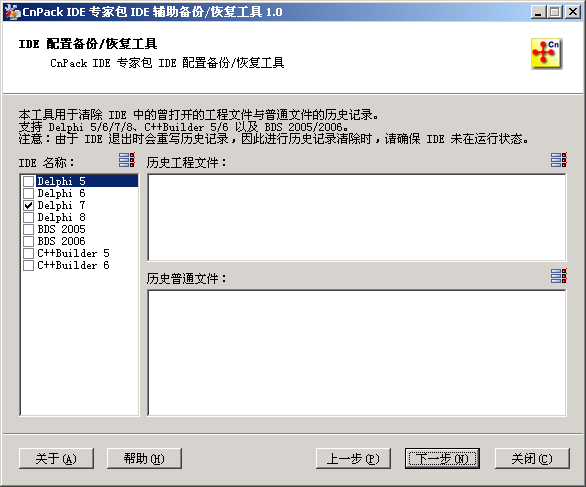 CnPack IDE 专家包 IDE 辅助备份/恢复工具 1.0
IDE 配置备份/恢复工具
CnPack IDE 专家包 IDE 配置备份/恢复工具
Cn
本工具用于清除 IDE 中的曾打开的工程文件与普通文件的历史记录。
支持 Delphi 5/6/7/8、C++Builder 5/6 以及 BDS 2005/2006。
注意：由于 IDE 退出时会重写历史记录，因此进行历史记录清除时，请确保 IDE 未在运行状态。
IDE 名称：
Delphi 5
Delphi 6
Delphi 7
Delphi 8
BDS 2005
BDS 2006
C++Builder 5
C++Builder 6
历史工程文件：
历史普通文件：
关于(A)
帮助(H)
上一步(P)
下一步(N)
关闭(C)